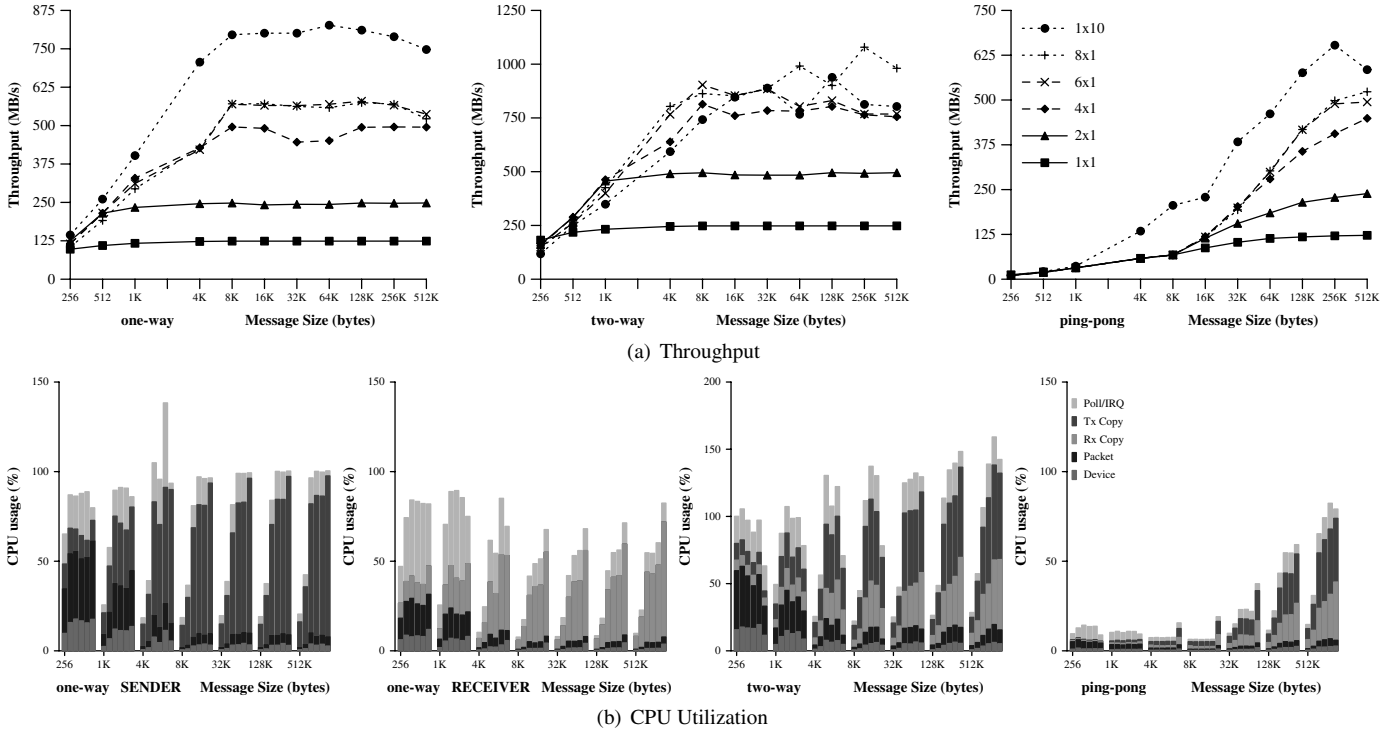 875
750
625
500
375
250
125
0
Throughput (MB/s)
256 512 1K 4K 8K 16K 32K 64K 128K 256K 512K
one-way Message Size (bytes)
1250
1000
750
500
250
0
Throughput (MB/s)
256 512 1K 4K 8K 16K 32K 64K 128K 256K 512K
two-way Message Size (bytes)
750
625
500
375
250
125
0
Throughput (MB/s)
1x10
8x1
6x1
4x1
2x1
1x1
256 512 1K 4K 8K 16K 32K 64K 128K 256K 512K
ping-pong Message Size (bytes)
(a) Throughput
150
100
50
0
CPU usage (%)
256 1K 4K 8K 32K 128K 512K
one-way SENDER Message Size (bytes)
150
100
50
0
CPU usage (%)
256 1K 4K 8K 32K 128K 512K
one-way RECEIVER Message Size (bytes)
200
150
100
50
0
CPU usage (%)
256 1K 4K 8K 32K 128K 512K
two-way Message Size (bytes)
150
100
50
0
CPU usage (%)
Poll/IRQ
Tx Copy
Rx Copy
Packet
Device
256 1K 4K 8K 32K 128K 512K
ping-pong Message Size (bytes)
(b) CPU Utilization